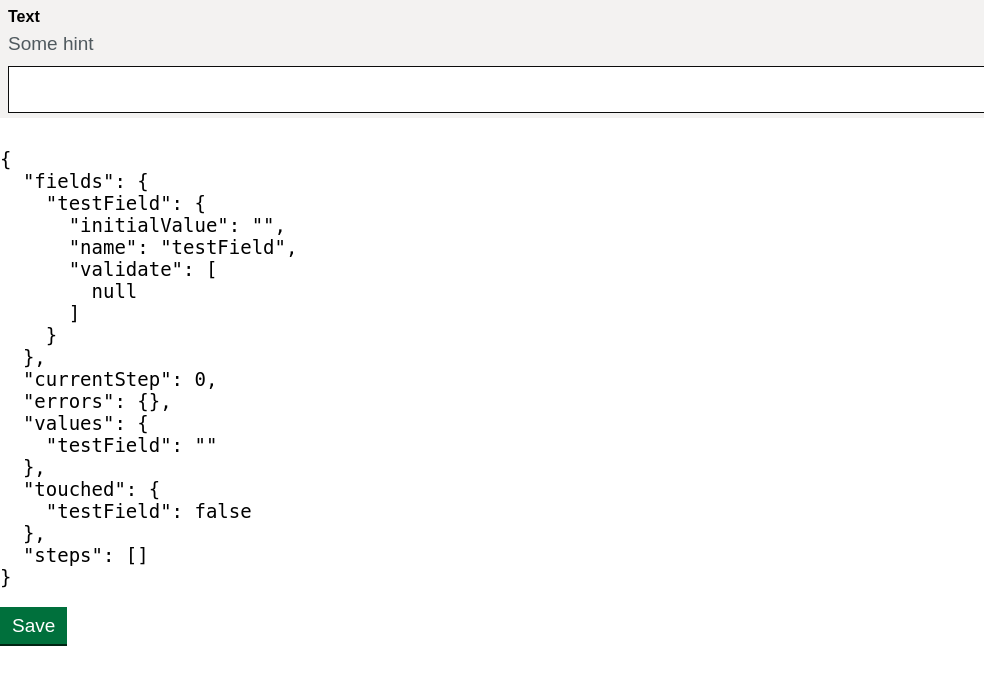 Text
Some hint
{
  "fields": {
    "testField": {
      "initialValue": "",
      "name": "testField",
      "validate": [
        null
      ]
    }
  },
  "currentStep": 0,
  "errors": {},
  "values": {
    "testField": ""
  },
  "touched": {
    "testField": false
  },
  "steps": []
}
Save